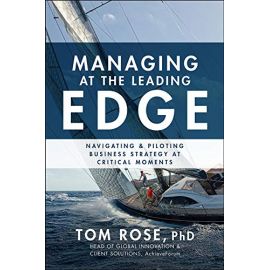 MANAGING
AT THE LEADING
EDGE
NAVIGATING & PILOTING
BUSINESS STRATEGY AT
CRITICAL MOMENTS
TOM ROSE, PhD
HEAD OF GLOBAL INNOVATION &
CLIENT SOLUTIONS, AchieveForum